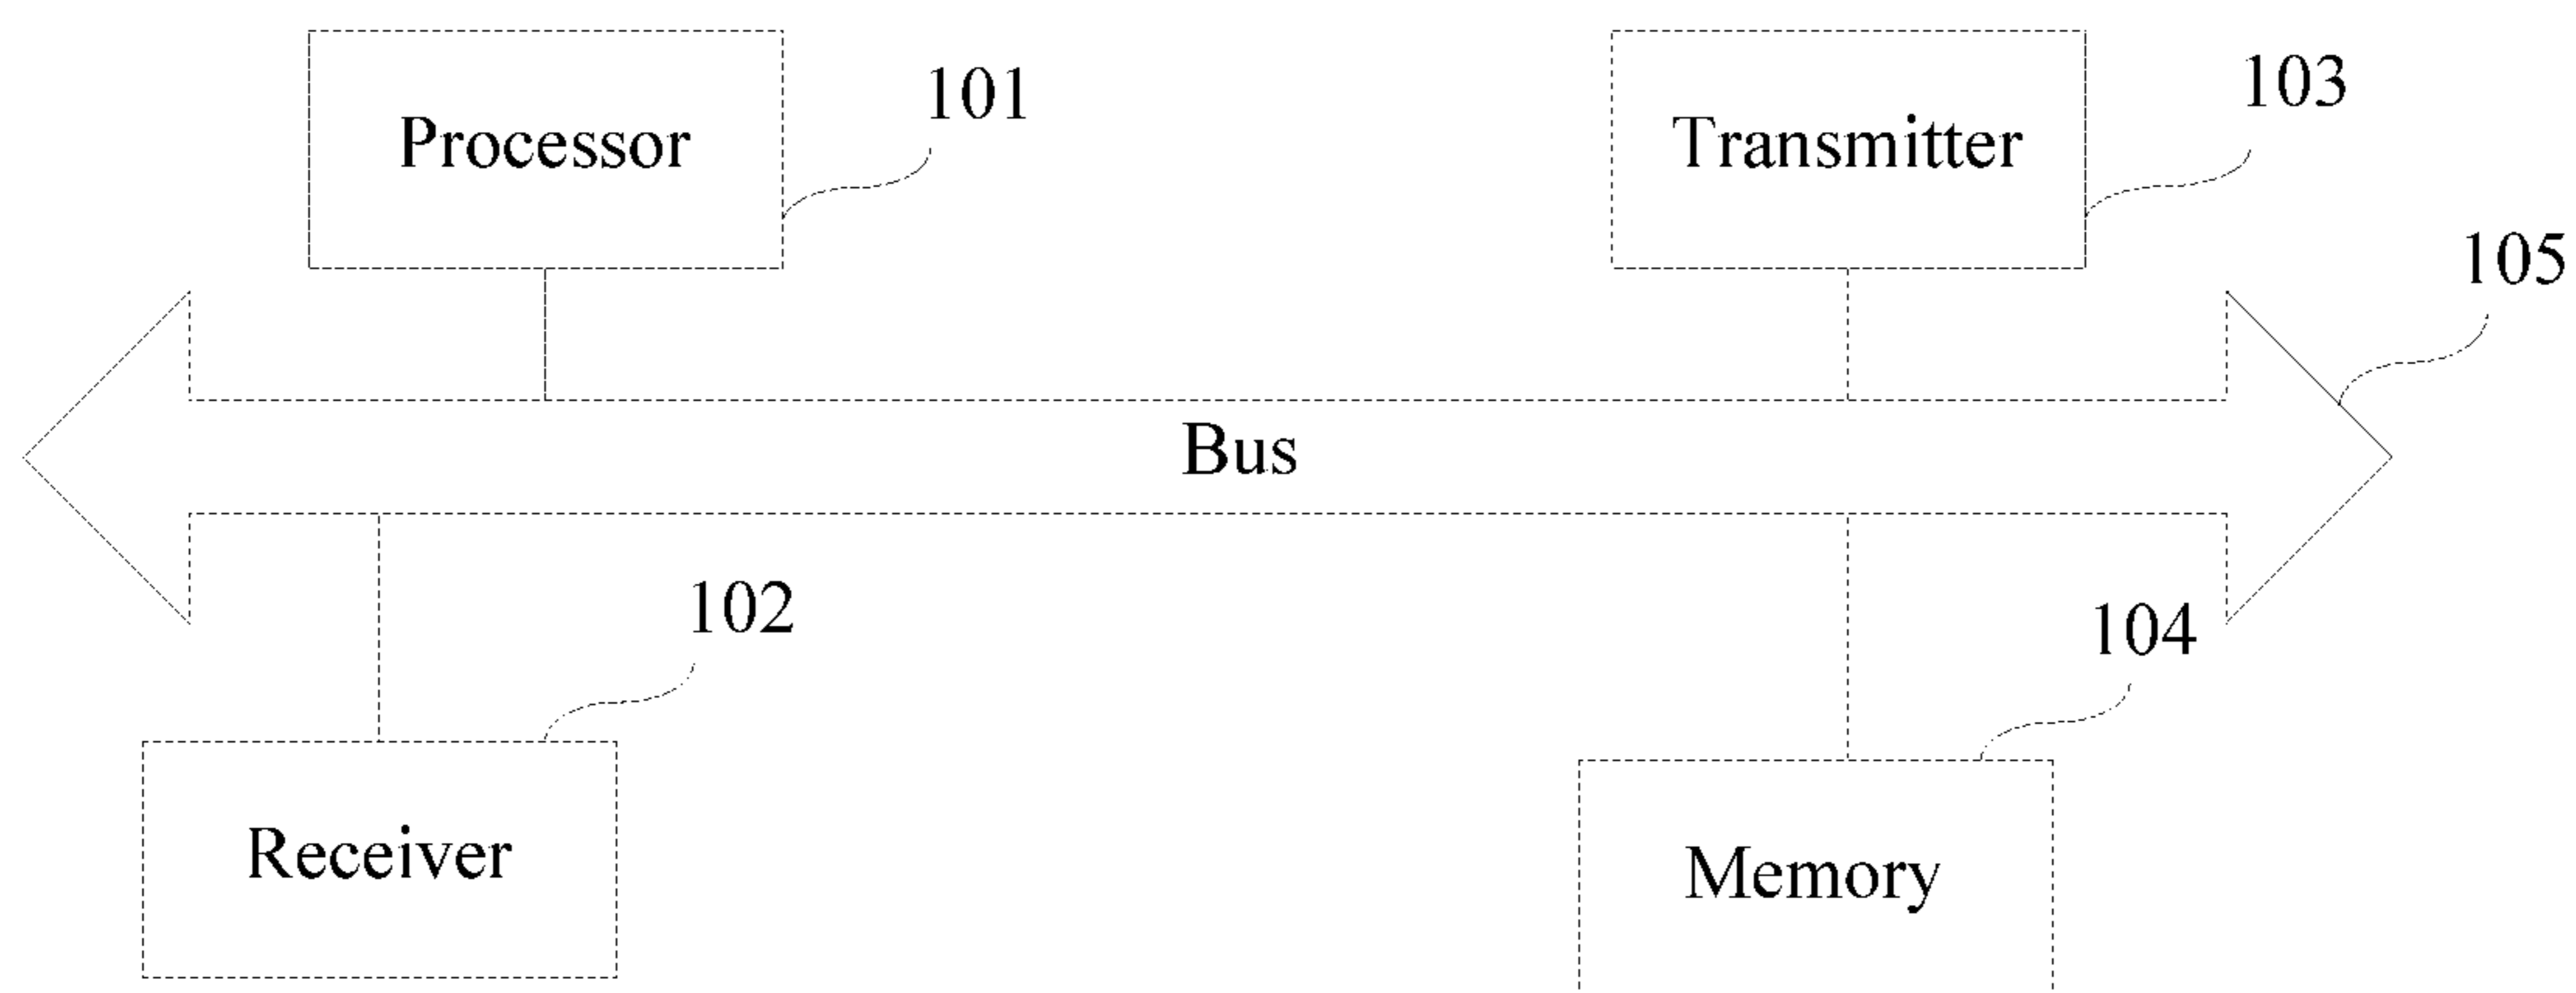 Processor
101
Transmitter
103
105
Bus
102
104
Receiver
Memory